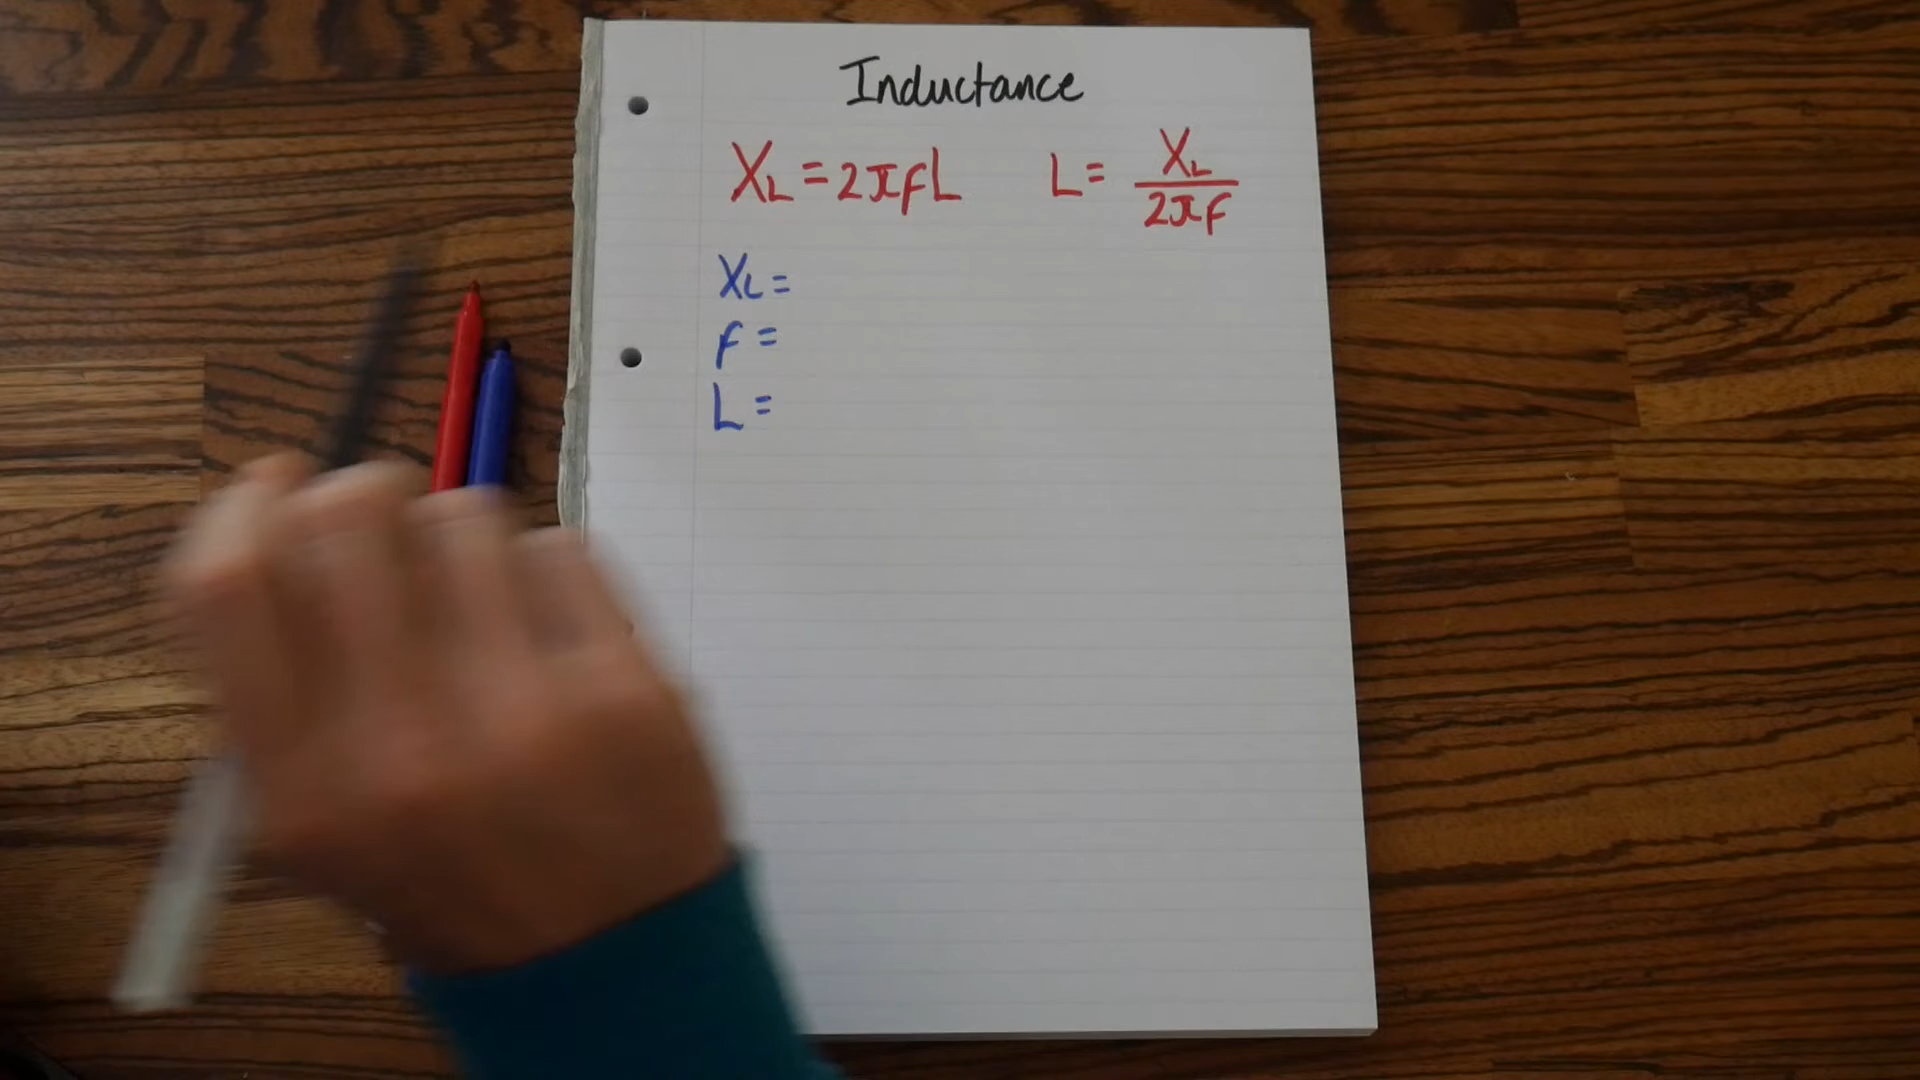 Inductance
XL = 2πfL L = XL / 2πf
XL =
f =
L =